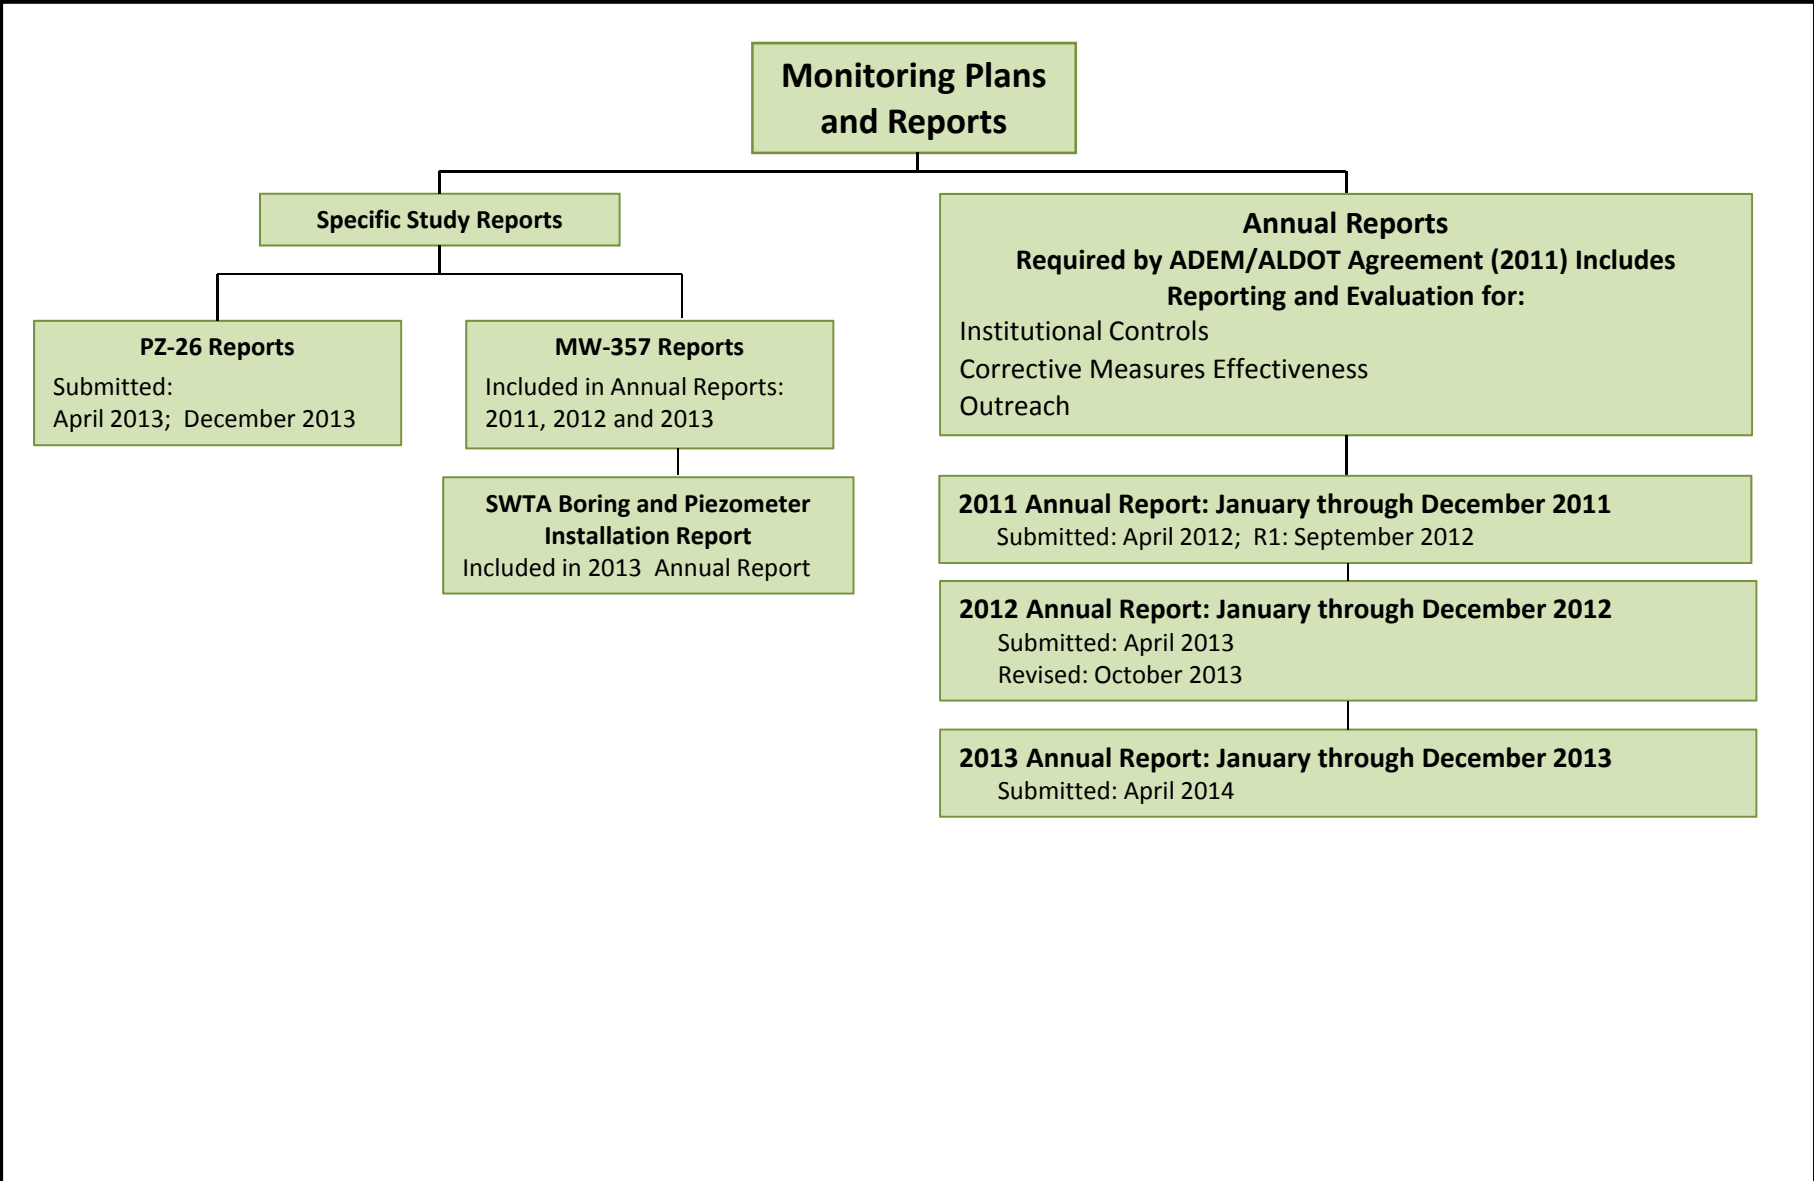 Monitoring Plans
and Reports
Specific Study Reports
PZ-26 Reports
Submitted:
April 2013; December 2013
MW-357 Reports
Included in Annual Reports:
2011, 2012 and 2013
SWTA Boring and Piezometer
Installation Report
Included in 2013 Annual Report
Annual Reports
Required by ADEM/ALDOT Agreement (2011) Includes
Reporting and Evaluation for:
Institutional Controls
Corrective Measures Effectiveness
Outreach
2011 Annual Report: January through December 2011
Submitted: April 2012; R1: September 2012
2012 Annual Report: January through December 2012
Submitted: April 2013
Revised: October 2013
2013 Annual Report: January through December 2013
Submitted: April 2014